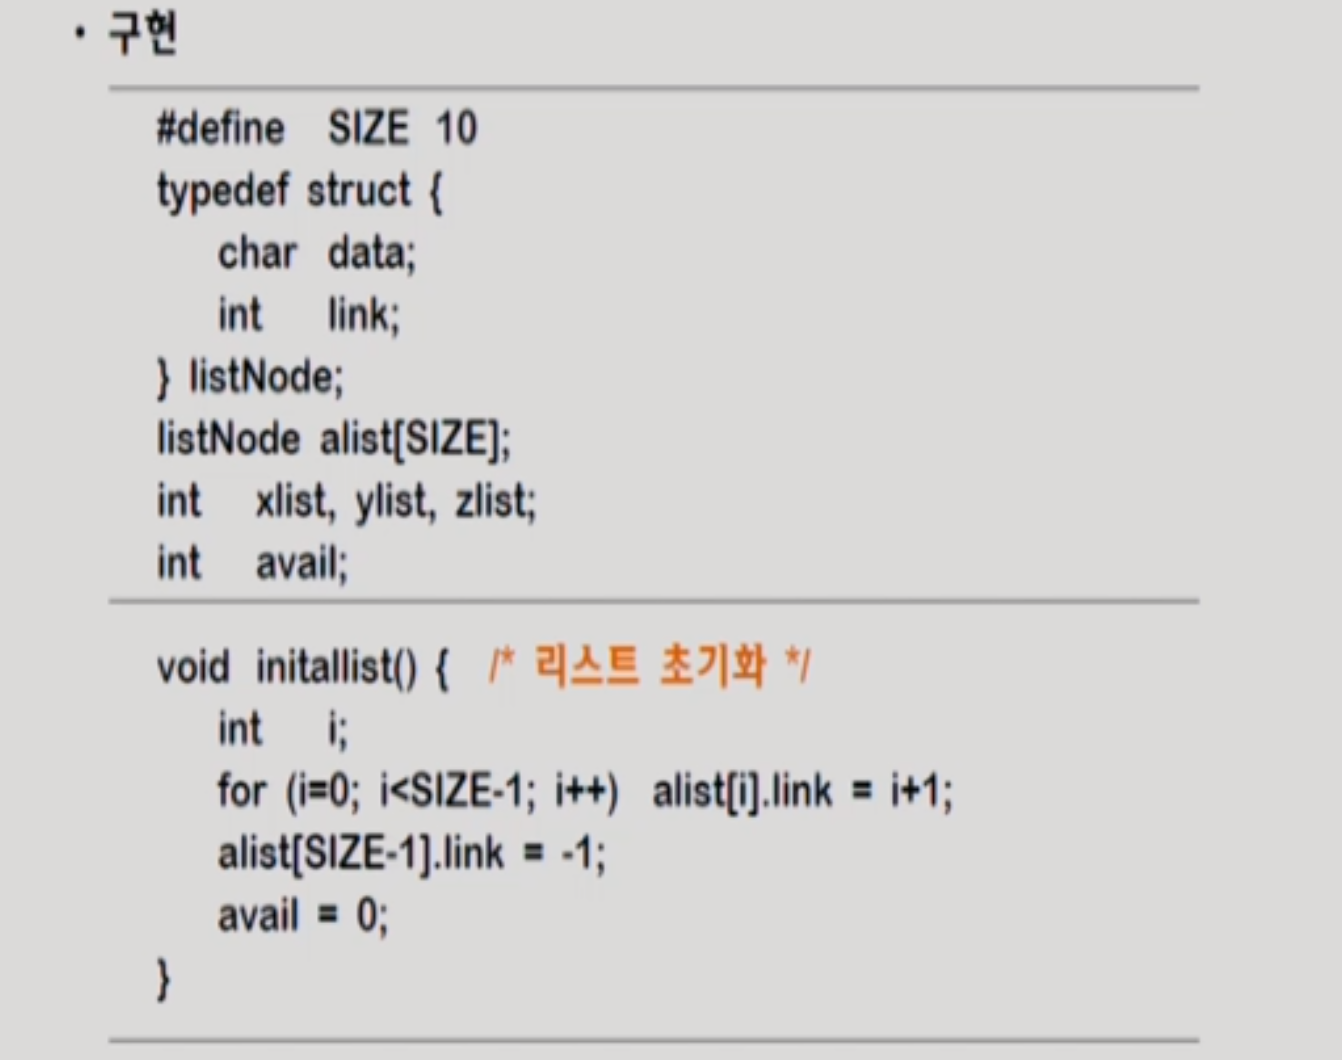 • 구현
#define SIZE 10
typedef struct {
char data;
int link;
} listNode;
listNode alist[SIZE];
int xlist, ylist, zlist;
int avail;
void initallist() { /* 리스트 초기화 */
int i;
for (i=0; i<SIZE-1; i++) alist[i].link = i+1;
alist[SIZE-1].link = -1;
avail = 0;
}